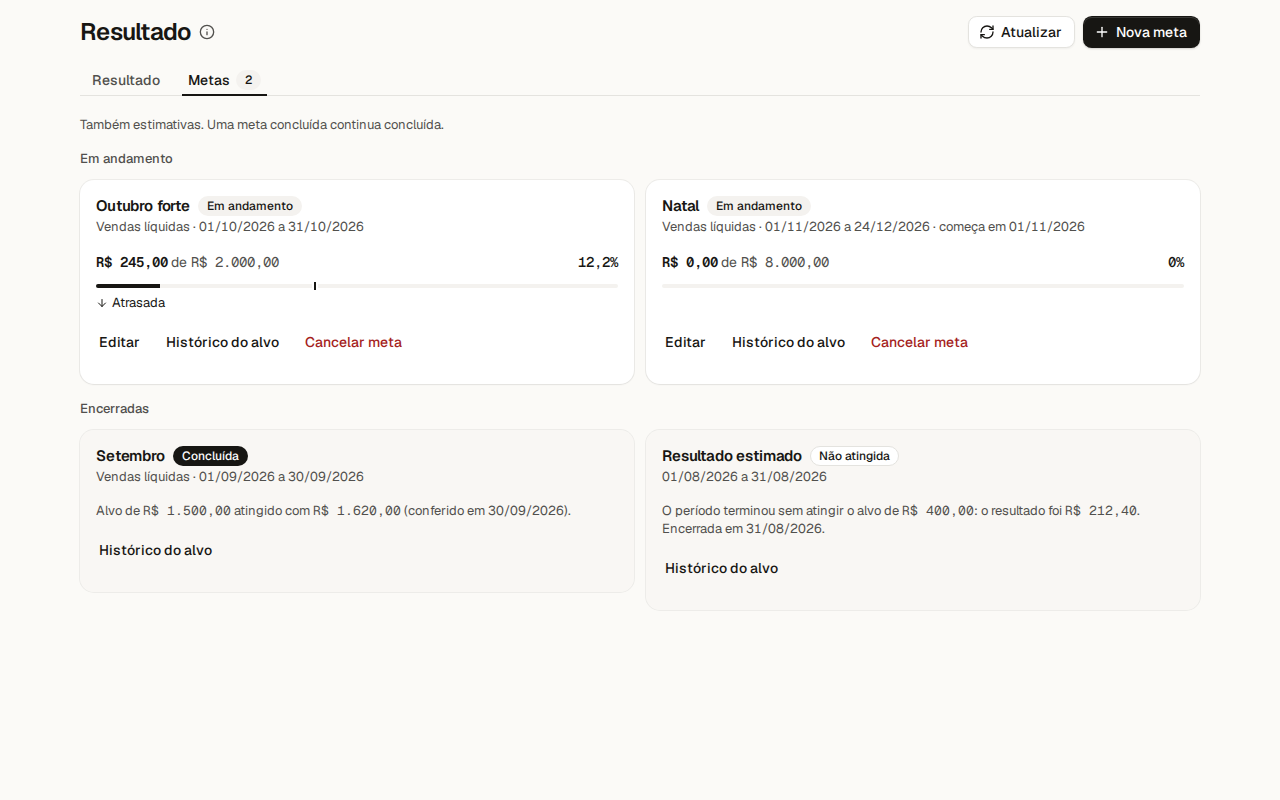 Resultado
Atualizar
Nova meta
Resultado
Metas 2
Também estimativas. Uma meta concluída continua concluída.
Em andamento
Outubro forte Em andamento
Vendas líquidas · 01/10/2026 a 31/10/2026
R$ 245,00 de R$ 2.000,00 12,2%
Atrasada
Editar Histórico do alvo Cancelar meta
Natal Em andamento
Vendas líquidas · 01/11/2026 a 24/12/2026 · começa em 01/11/2026
R$ 0,00 de R$ 8.000,00 0%
Editar Histórico do alvo Cancelar meta
Encerradas
Setembro Concluída
Vendas líquidas · 01/09/2026 a 30/09/2026
Alvo de R$ 1.500,00 atingido com R$ 1.620,00 (conferido em 30/09/2026).
Histórico do alvo
Resultado estimado Não atingida
01/08/2026 a 31/08/2026
O período terminou sem atingir o alvo de R$ 400,00: o resultado foi R$ 212,40.
Encerrada em 31/08/2026.
Histórico do alvo